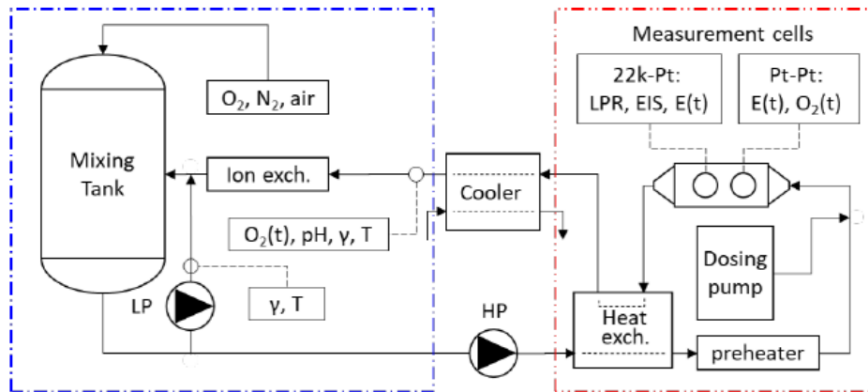 Measurement cells
22k-Pt:
LPR, EIS, E(t)
Pt-Pt:
E(t), O₂(t)
O₂, N₂, air
Mixing
Tank
Ion exch.
Cooler
O₂(t), pH, γ, T
Dosing
pump
LP
γ, T
HP
Heat
exch.
preheater